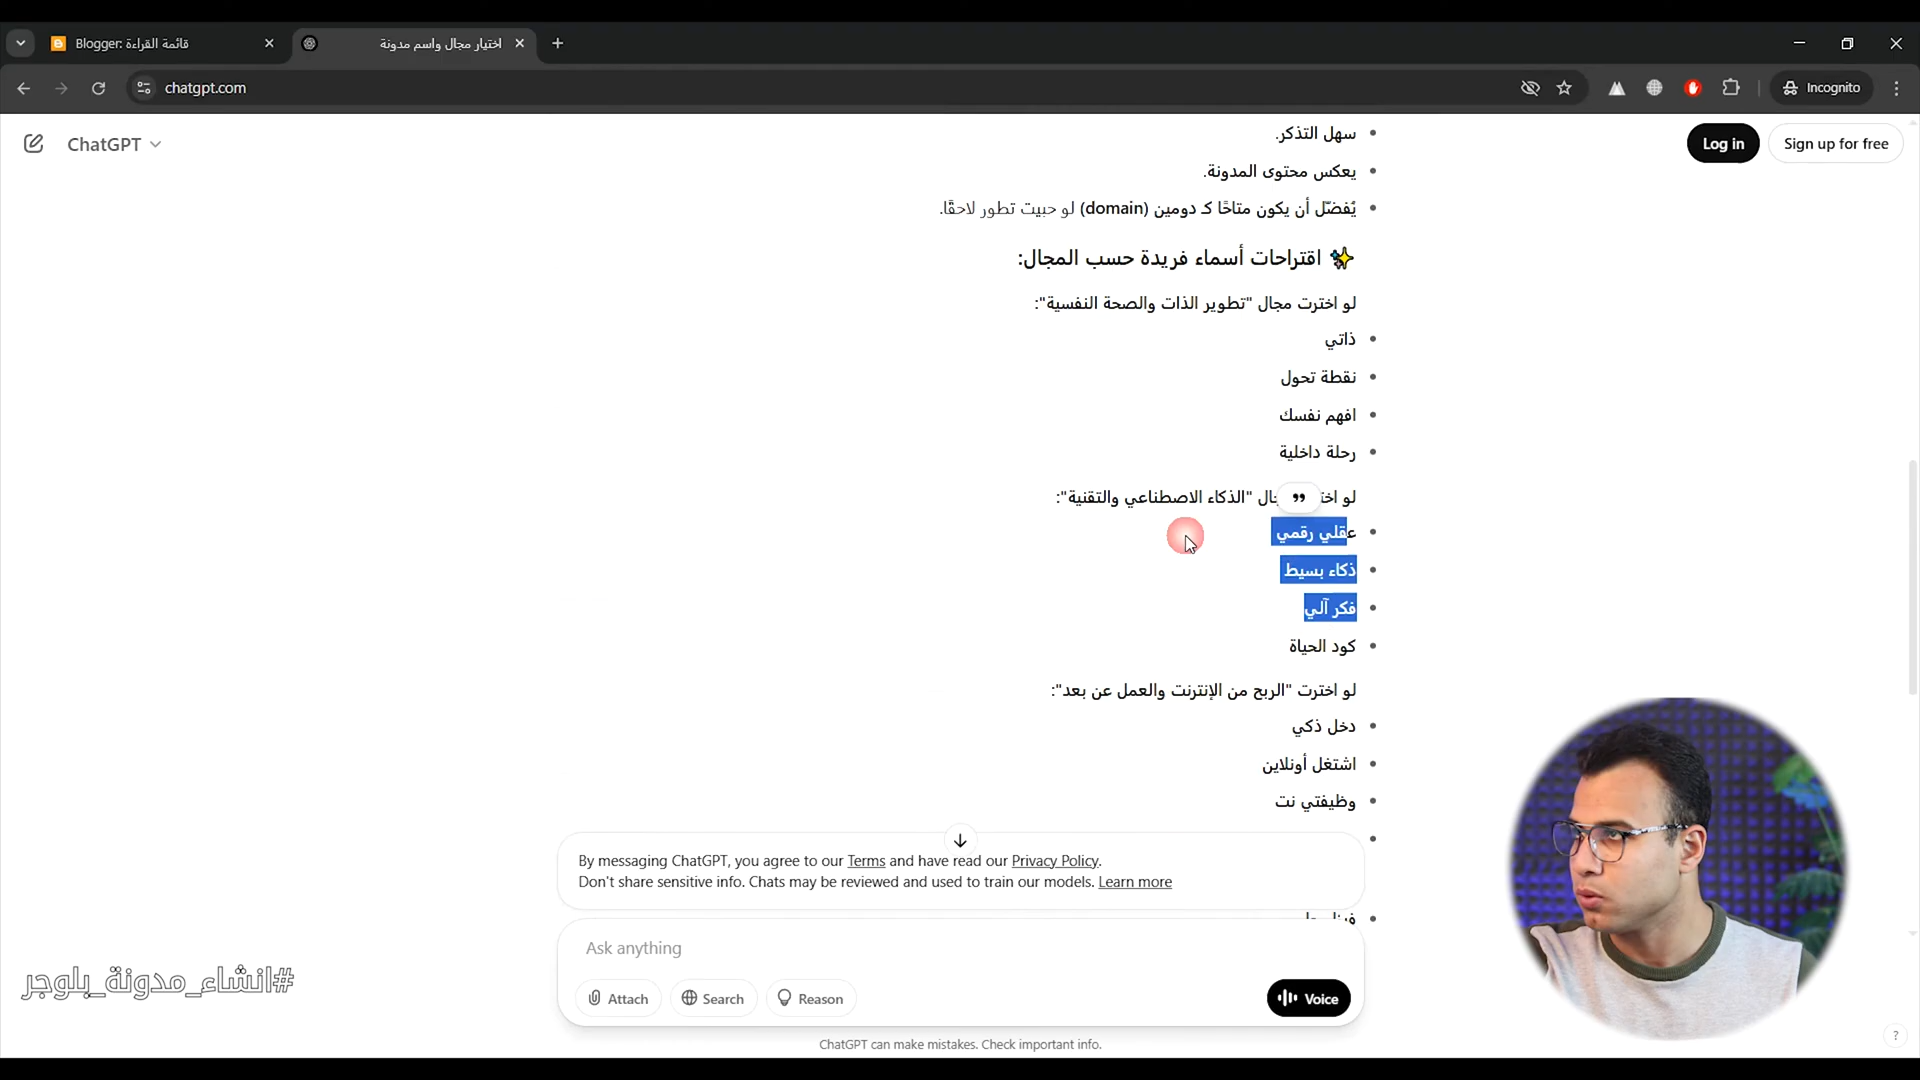 Blogger: قائمة القراءة
اختيار مجال واسم مدونة
chatgpt.com
Incognito
ChatGPT
Log in
Sign up for free
سهل التذكر.
يعكس محتوى المدونة.
يُفضّل أن يكون متاحًا كـ دومين (domain) لو حبيت تطور لاحقًا.
✨ اقتراحات أسماء فريدة حسب المجال:
لو اخترت مجال "تطوير الذات والصحة النفسية":
ذاتي
نقطة تحول
افهم نفسك
رحلة داخلية
"الذكاء الاصطناعي والتقنية":
عقلي رقمي
ذكاء بسيط
فكر آلي
كود الحياة
لو اخترت "الربح من الإنترنت والعمل عن بعد":
دخل ذكي
اشتغل أونلاين
وظيفتي نت
By messaging ChatGPT, you agree to our Terms and have read our Privacy Policy.
Don't share sensitive info. Chats may be reviewed and used to train our models. Learn more
Ask anything
Attach
Search
Reason
Voice
ChatGPT can make mistakes. Check important info.
?
#انشاء_مدونة_بلوجر